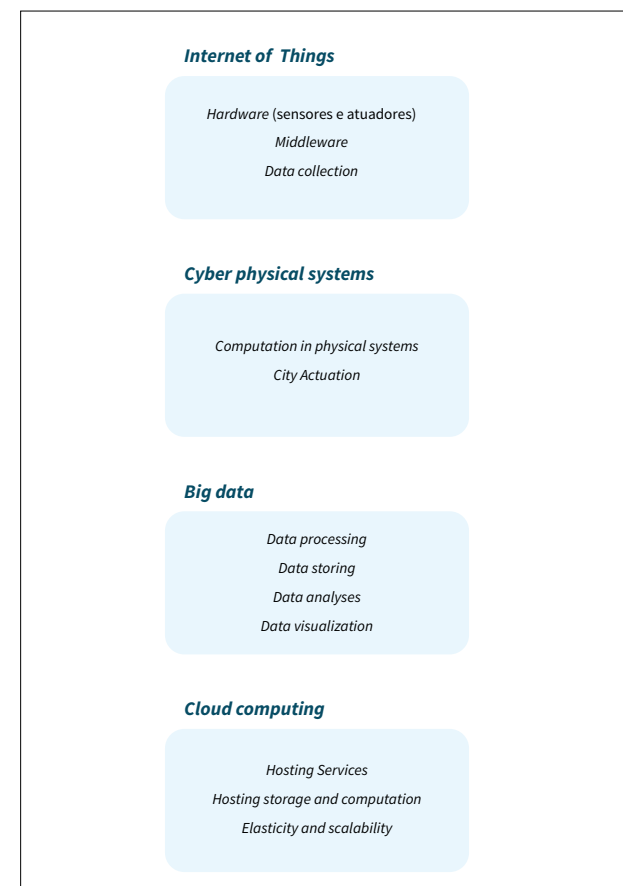 Internet of Things
Hardware (sensores e atuadores)
Middleware
Data collection
Cyber physical systems
Computation in physical systems
City Actuation
Big data
Data processing
Data storing
Data analyses
Data visualization
Cloud computing
Hosting Services
Hosting storage and computation
Elasticity and scalability